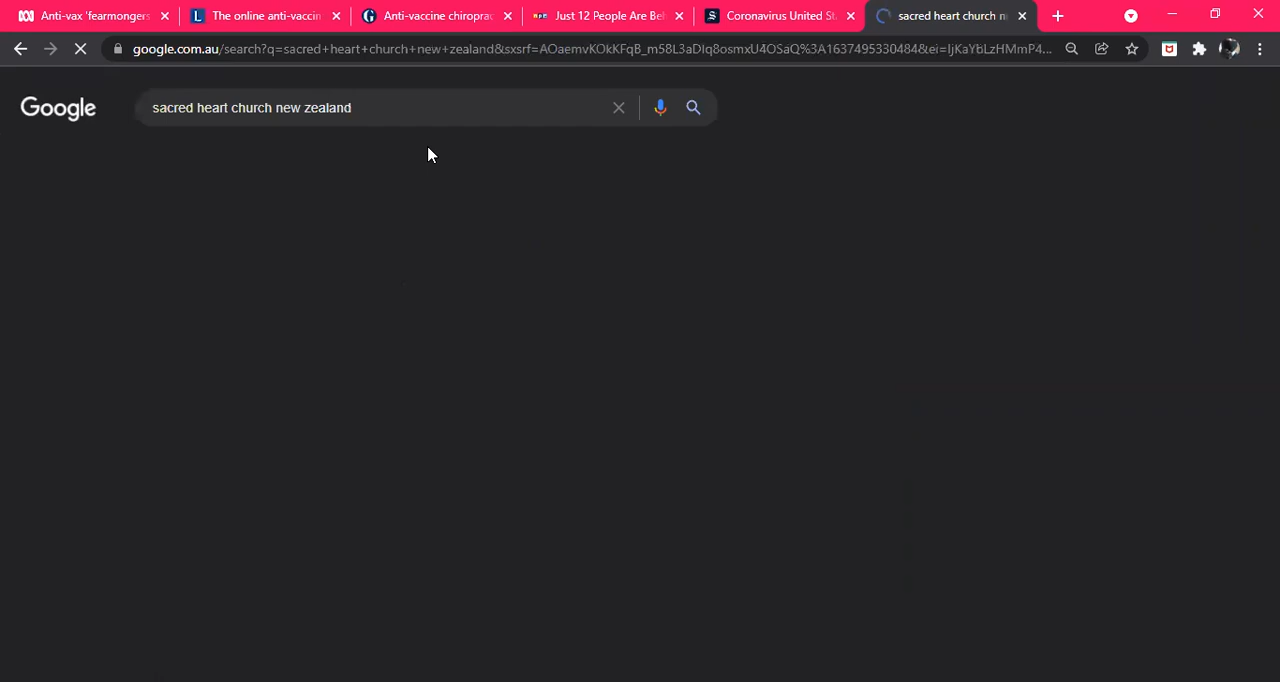 Anti-vax 'fearmongers
The online anti-vaccin
Anti-vaccine chiroprac
npr Just 12 People Are Beh
Coronavirus United St
sacred heart church n
google.com.au/search?q=sacred+heart+church+new+zealand&sxsrf=AOaemvKOkKFqB_m58L3aDIq8osmxU4OSaQ%3A1637495330484&ei=IjKaYbLzHMmP4...
Google
sacred heart church new zealand